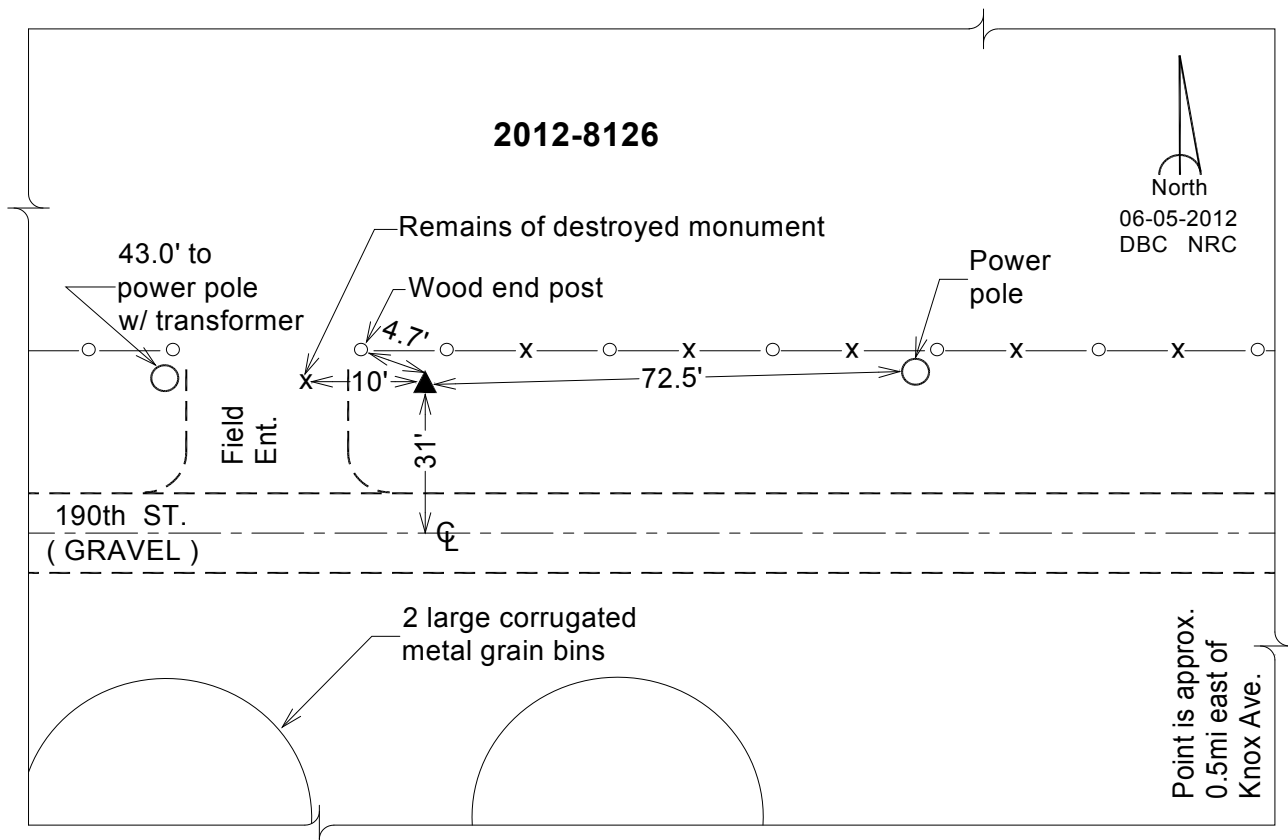 2012-8126
North
06-05-2012
DBC NRC
Remains of destroyed monument
43.0' to
power pole
w/ transformer
Wood end post
Power
pole
4.7'
x
x
x
x
x
x
10'
72.5'
Field
Ent.
31'
190th ST.
( GRAVEL )
℄
2 large corrugated
metal grain bins
Point is approx.
0.5mi east of
Knox Ave.